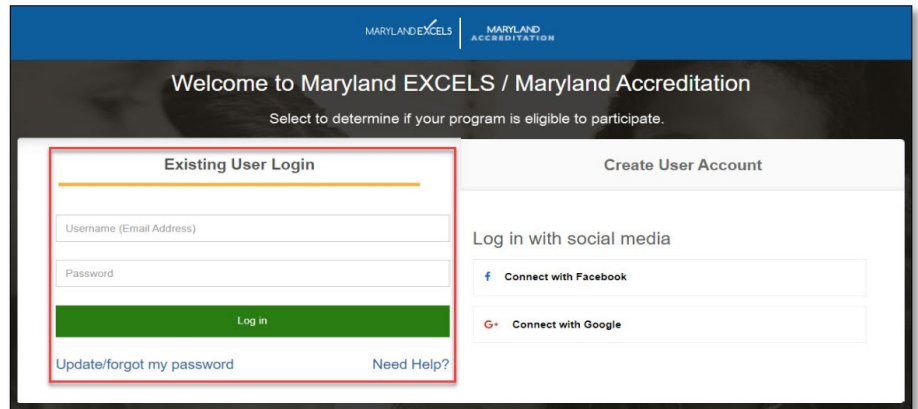 MARYLAND EXCELS
MARYLAND
ACCREDITATION
Welcome to Maryland EXCELS / Maryland Accreditation
Select to determine if your program is eligible to participate.
Existing User Login
Create User Account
Username (Email Address)
Password
Log in
Update/forgot my password
Need Help?
Log in with social media
f Connect with Facebook
G+ Connect with Google